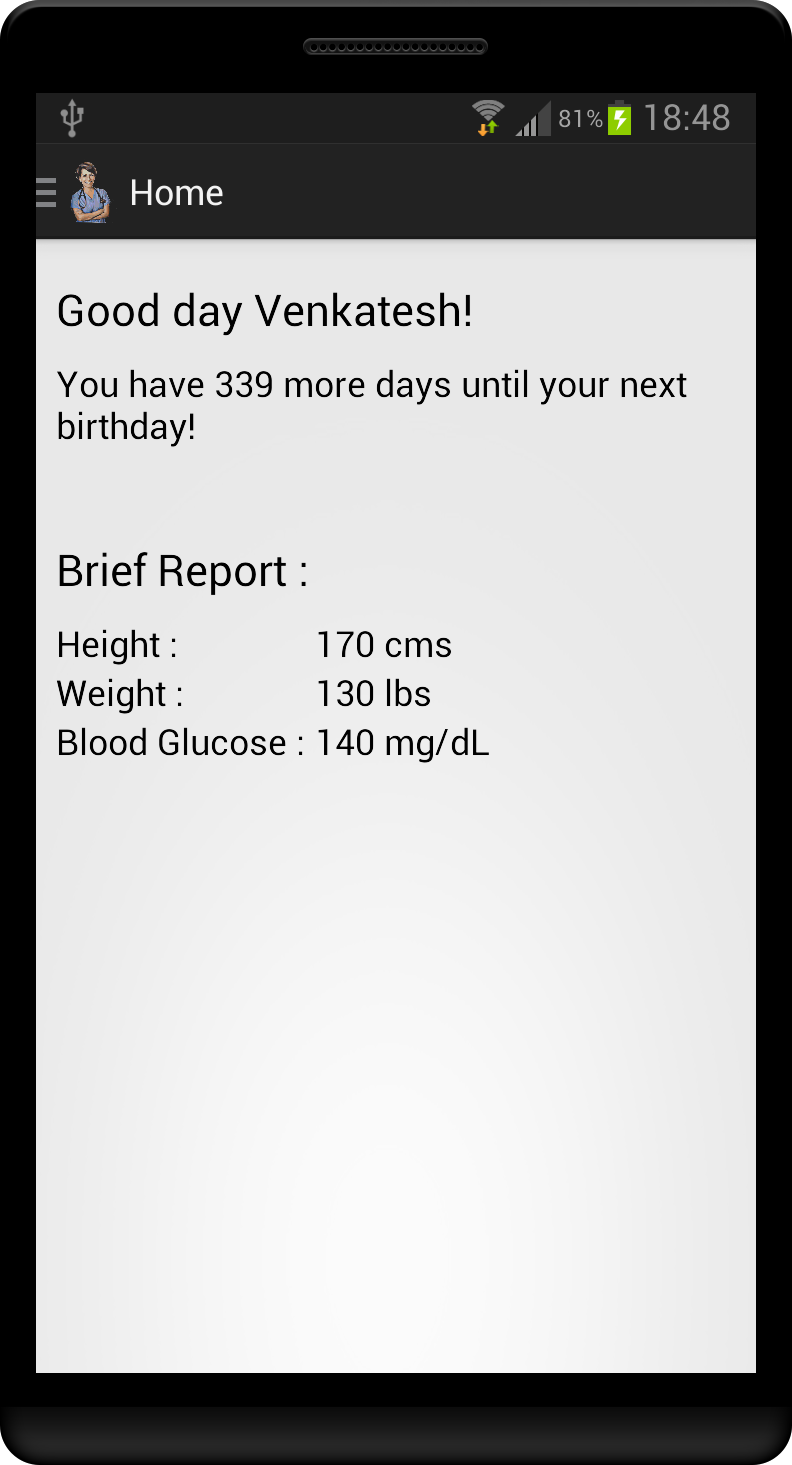 81% 18:48
Home
Good day Venkatesh!
You have 339 more days until your next
birthday!
Brief Report :
Height : 170 cms
Weight : 130 lbs
Blood Glucose : 140 mg/dL